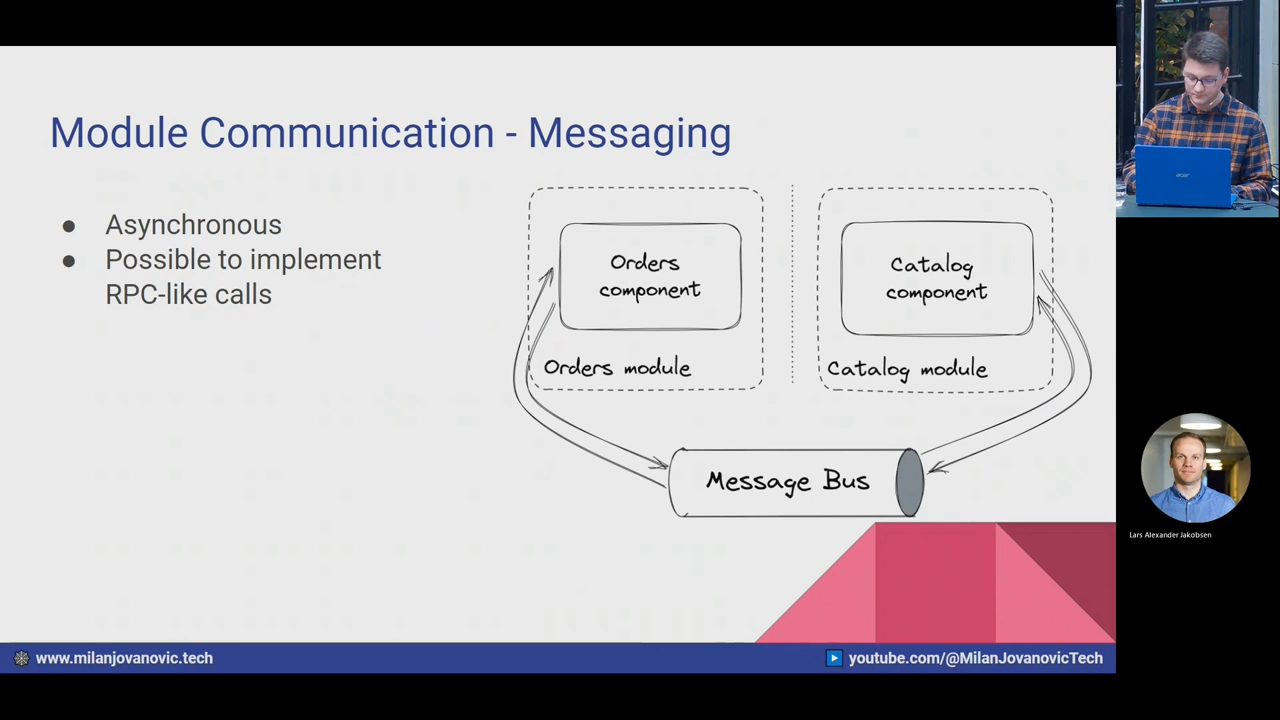 Module Communication - Messaging
● Asynchronous
● Possible to implement
RPC-like calls
Orders
component
Orders module
Catalog
component
Catalog module
Message Bus
www.milanjovanovic.tech
youtube.com/@MilanJovanovicTech
acer
Lars Alexander Jakobsen